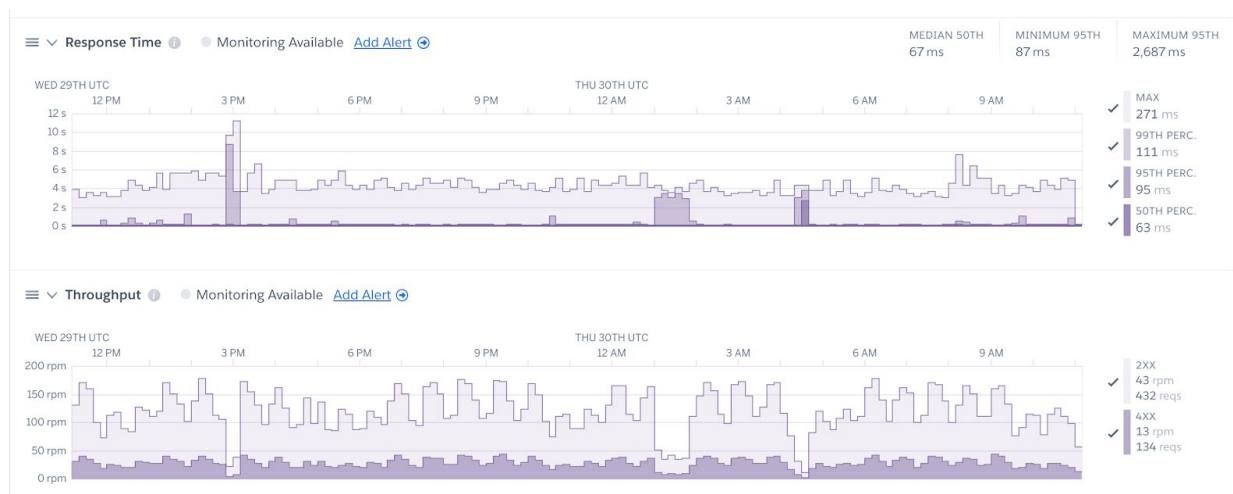 Response Time Monitoring Available Add Alert
MEDIAN 50TH MINIMUM 95TH MAXIMUM 95TH
67 ms 87 ms 2,687 ms
WED 29TH UTC THU 30TH UTC
12 PM 3 PM 6 PM 9 PM 12 AM 3 AM 6 AM 9 AM
12 s
10 s
8 s
6 s
4 s
2 s
0 s
MAX
271 ms
99TH PERC.
111 ms
95TH PERC.
95 ms
50TH PERC.
63 ms
Throughput Monitoring Available Add Alert
WED 29TH UTC THU 30TH UTC
12 PM 3 PM 6 PM 9 PM 12 AM 3 AM 6 AM 9 AM
200 rpm
150 rpm
100 rpm
50 rpm
0 rpm
2XX
43 rpm
432 reqs
4XX
13 rpm
134 reqs